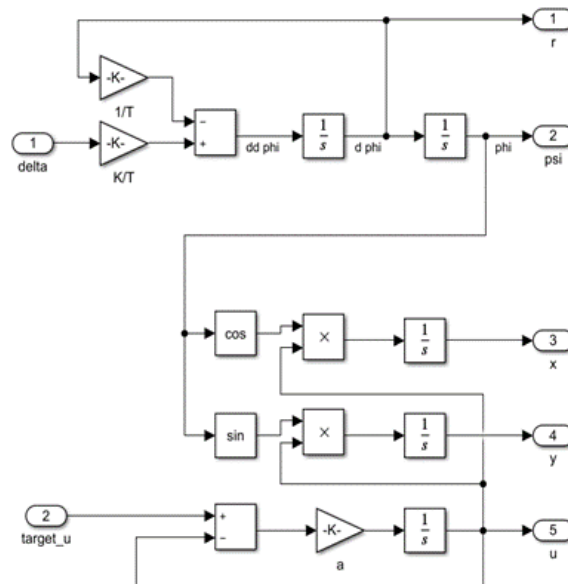 1
r
-K-
1/T
−
+
1
delta
-K-
K/T
dd phi
1
s
d phi
1
s
phi
2
psi
cos
×
1
s
3
x
sin
×
1
s
4
y
2
target_u
+
−
-K-
a
1
s
5
u